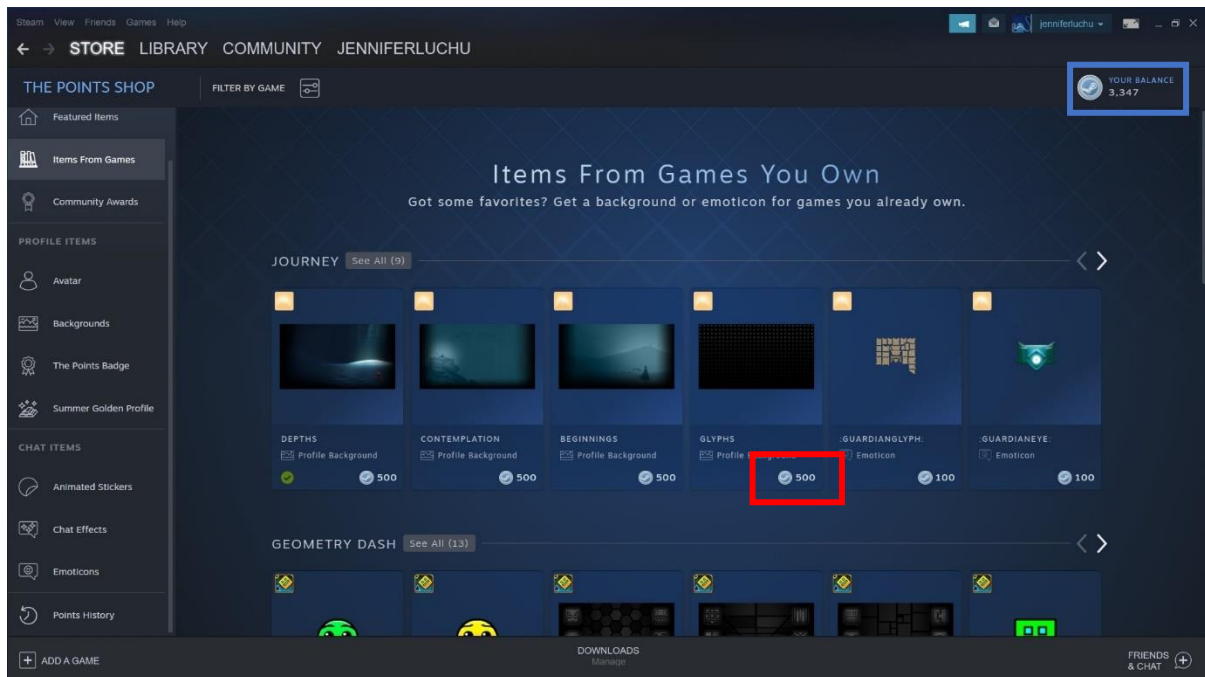 Steam View Friends Games Help
jenniferluchu
STORE LIBRARY COMMUNITY JENNIFERLUCHU
THE POINTS SHOP
FILTER BY GAME
YOUR BALANCE
3,347
Featured Items
Items From Games
Community Awards
PROFILE ITEMS
Avatar
Backgrounds
The Points Badge
Summer Golden Profile
CHAT ITEMS
Animated Stickers
Chat Effects
Emoticons
Points History
Items From Games You Own
Got some favorites? Get a background or emoticon for games you already own.
JOURNEY See All (9)
DEPTHS
Profile Background
500
CONTEMPLATION
Profile Background
500
BEGINNINGS
Profile Background
500
GLYPHS
Profile Background
500
:GUARDIANGLYPH:
Emoticon
100
:GUARDIANEYE:
Emoticon
100
GEOMETRY DASH See All (13)
ADD A GAME
DOWNLOADS
Manage
FRIENDS
& CHAT